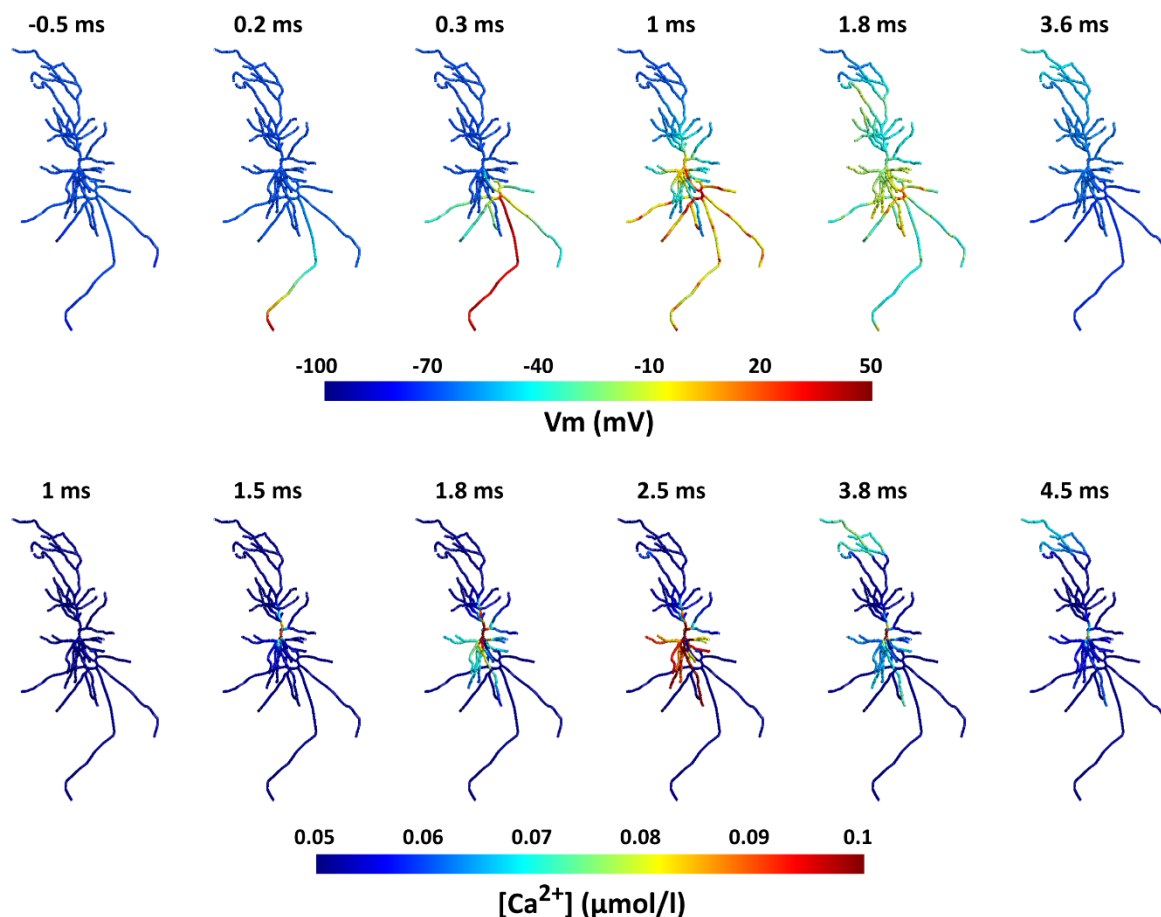 -0.5 ms 0.2 ms 0.3 ms 1 ms 1.8 ms 3.6 ms
-100 -70 -40 -10 20 50
Vm (mV)
1 ms 1.5 ms 1.8 ms 2.5 ms 3.8 ms 4.5 ms
0.05 0.06 0.07 0.08 0.09 0.1
[Ca²⁺] (μmol/l)